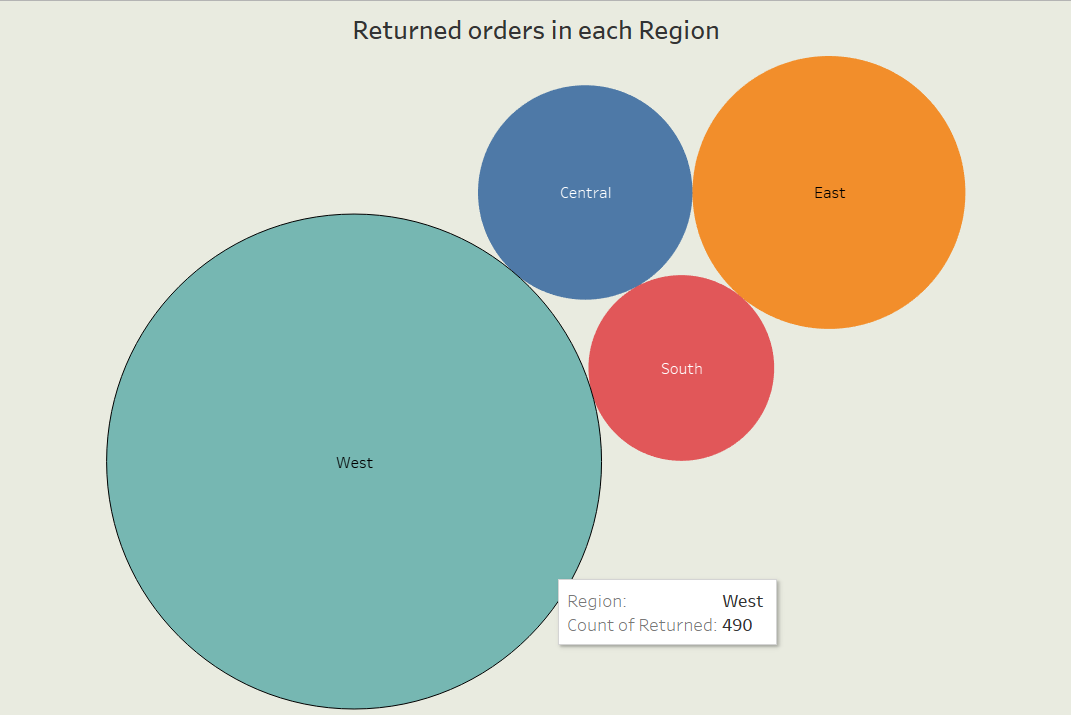 Returned orders in each Region
Central
East
South
West
Region: West
Count of Returned: 490